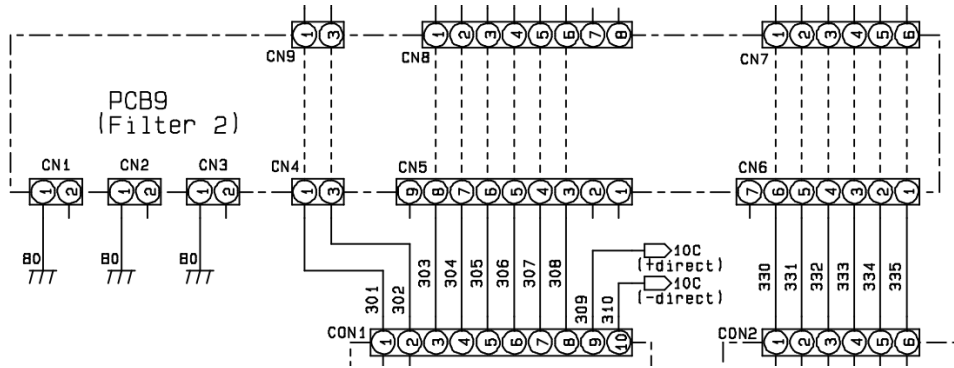 1 3
CN9
1 2 3 4 5 6 7 8
CN8
1 2 3 4 5 6
CN7
PCB9
(Filter 2)
CN1
1 2
CN2
1 2
CN3
1 2
CN4
1 3
CN5
9 8 7 6 5 4 3 2 1
CN6
7 6 5 4 3 2 1
80
80
80
301
302
303
304
305
306
307
308
309
310
10C
(+direct)
10C
(-direct)
330
331
332
333
334
335
CON1
1 2 3 4 5 6 7 8 9 10
CON2
1 2 3 4 5 6